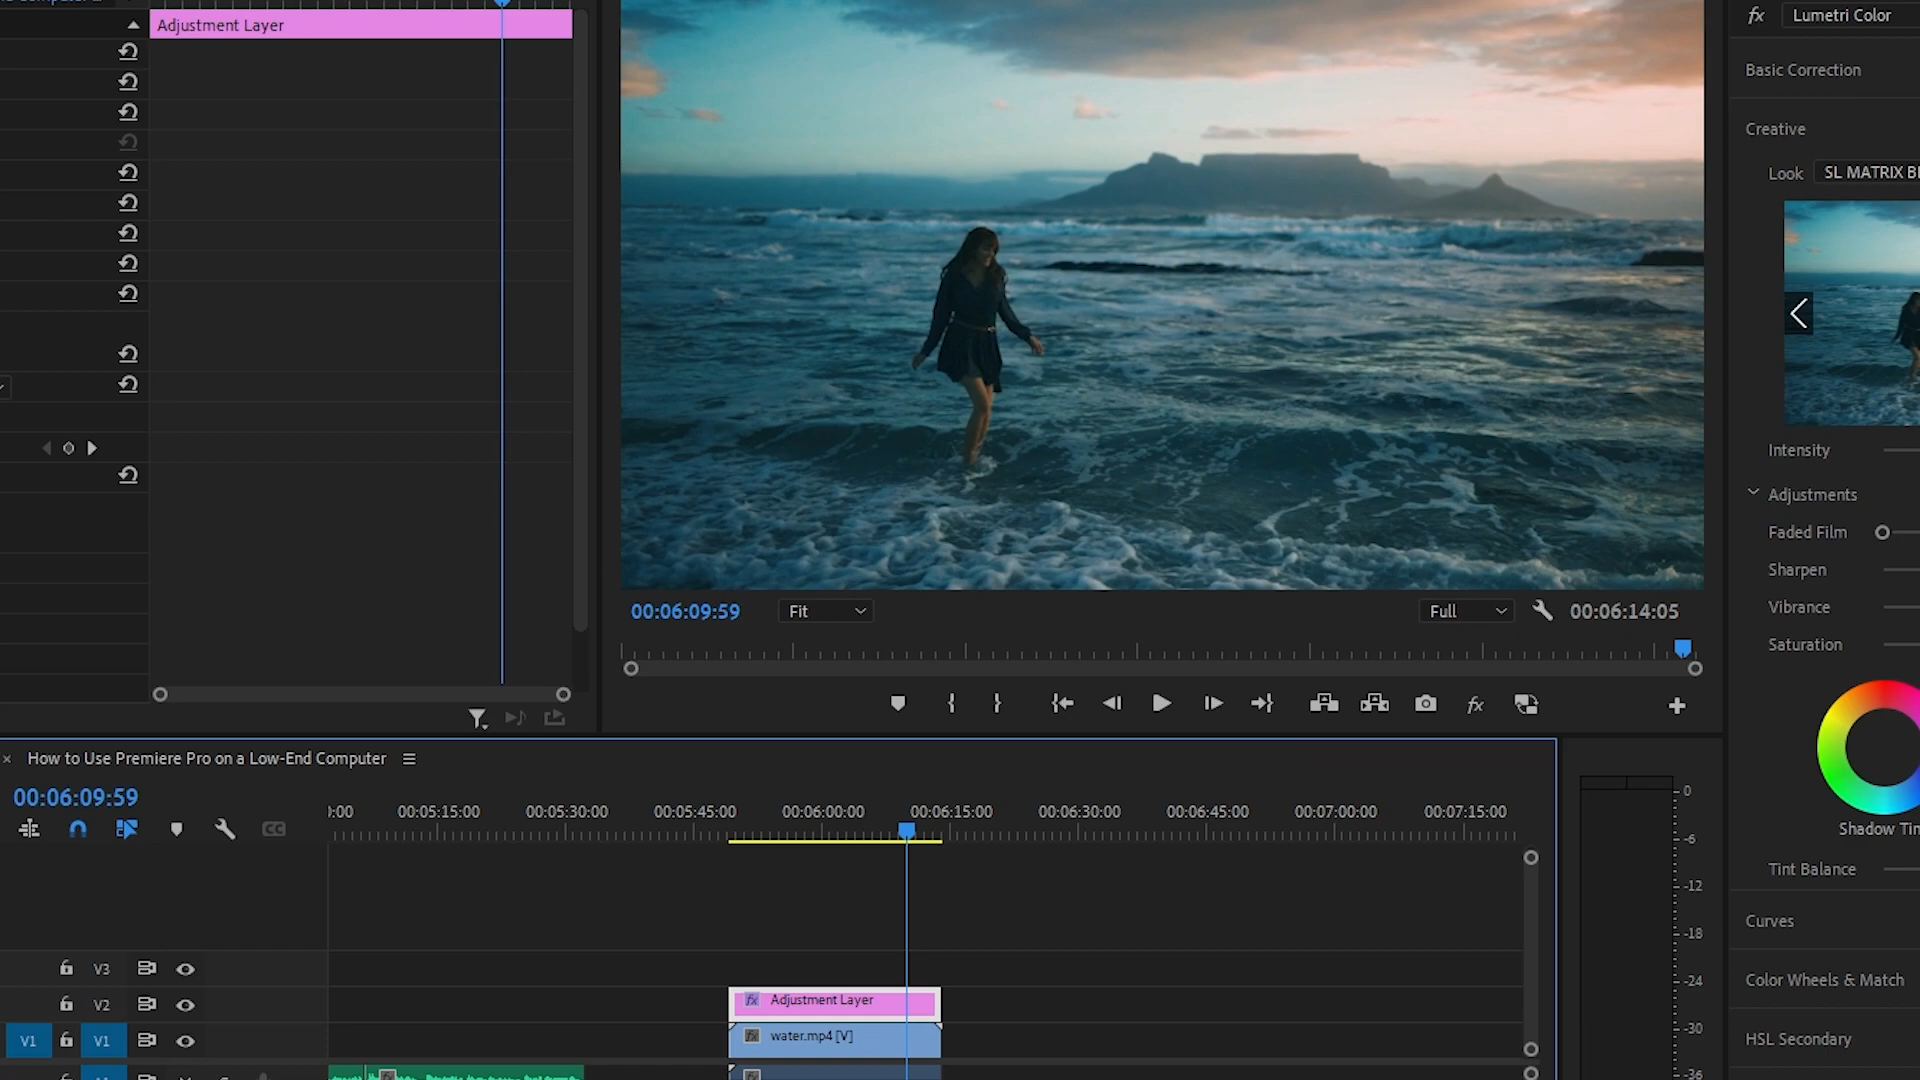 Adjustment Layer
fx
Lumetri Color
Basic Correction
Creative
Look
SL MATRIX
Intensity
Adjustments
Faded Film
Sharpen
Vibrance
Saturation
Shadow
Tint Balance
Curves
Color Wheels & Match
HSL Secondary
00:06:09:59
Fit
Full
00:06:14:05
fx
How to Use Premiere Pro on a Low-End Computer
00:06:09:59
CC
:00
00:05:15:00
00:05:30:00
00:05:45:00
00:06:00:00
00:06:15:00
00:06:30:00
00:06:45:00
00:07:00:00
00:07:15:00
V3
V2
fx
Adjustment Layer
V1
V1
fx
water.mp4 [V]
0
-6
-12
-18
-24
-30
-36